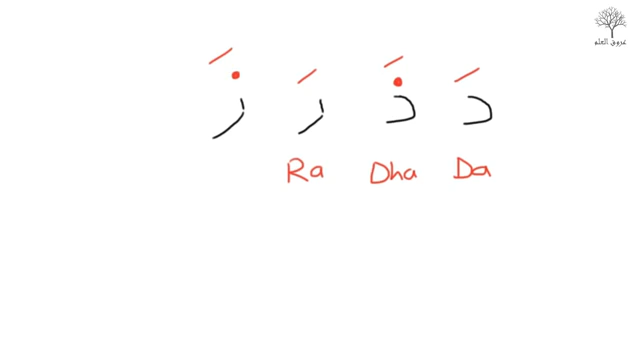 عروق العلم
دَ ذَ رَ زَ
Ra Dha Da